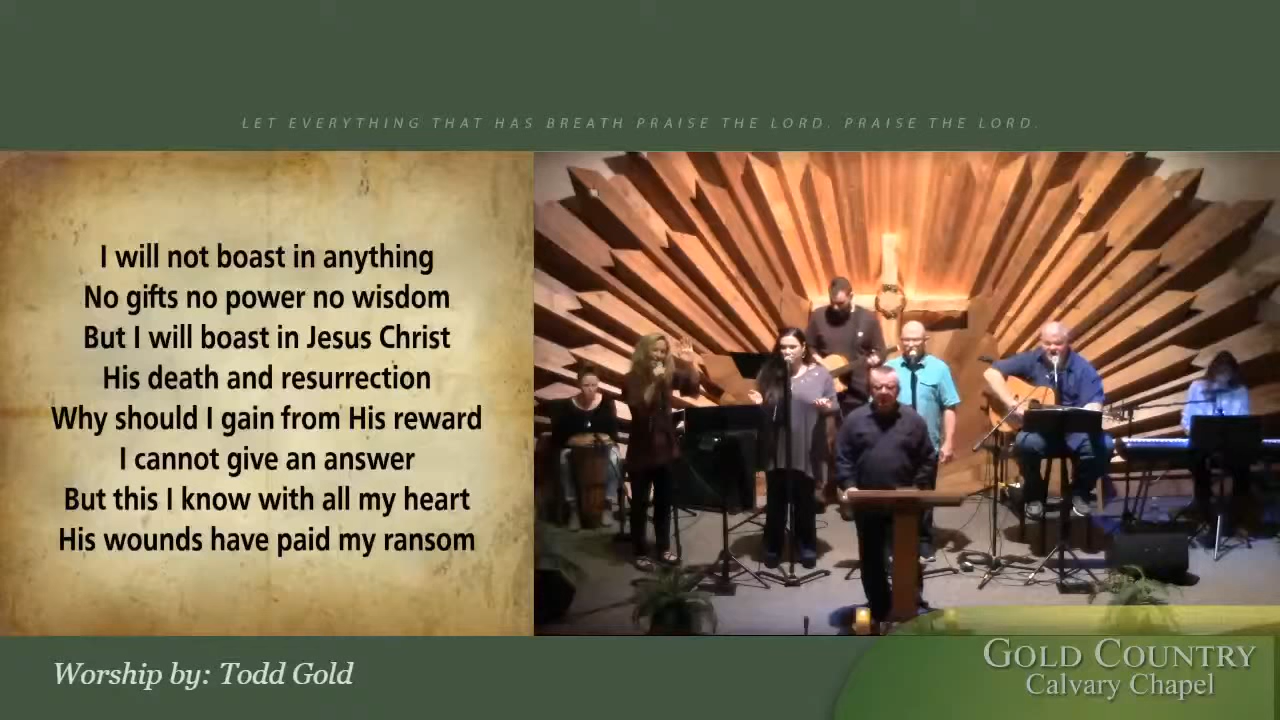 LET EVERYTHING THAT HAS BREATH PRAISE THE LORD. PRAISE THE LORD.
I will not boast in anything
No gifts no power no wisdom
But I will boast in Jesus Christ
His death and resurrection
Why should I gain from His reward
I cannot give an answer
But this I know with all my heart
His wounds have paid my ransom
Worship by: Todd Gold
GOLD COUNTRY
Calvary Chapel